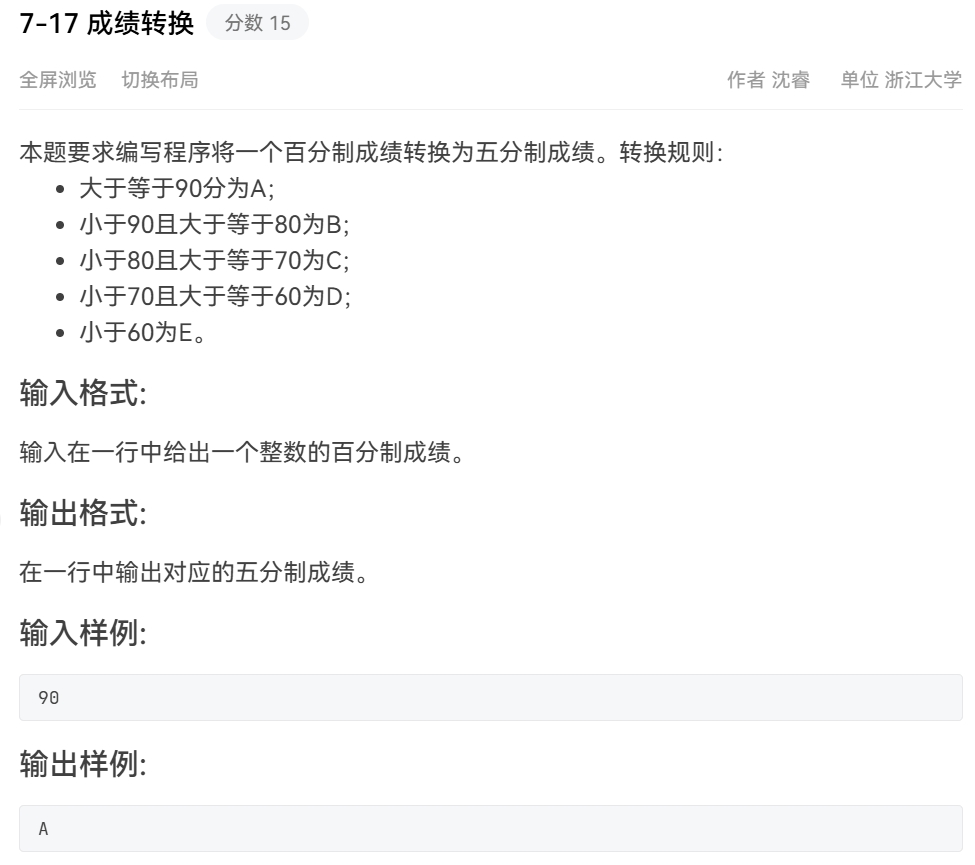 7-17 成绩转换 分数 15
全屏浏览 切换布局 作者 沈睿 单位 浙江大学
本题要求编写程序将一个百分制成绩转换为五分制成绩。转换规则:
大于等于90分为A;
小于90且大于等于80为B;
小于80且大于等于70为C;
小于70且大于等于60为D;
小于60为E。
输入格式:
输入在一行中给出一个整数的百分制成绩。
输出格式:
在一行中输出对应的五分制成绩。
输入样例:
90
输出样例:
A